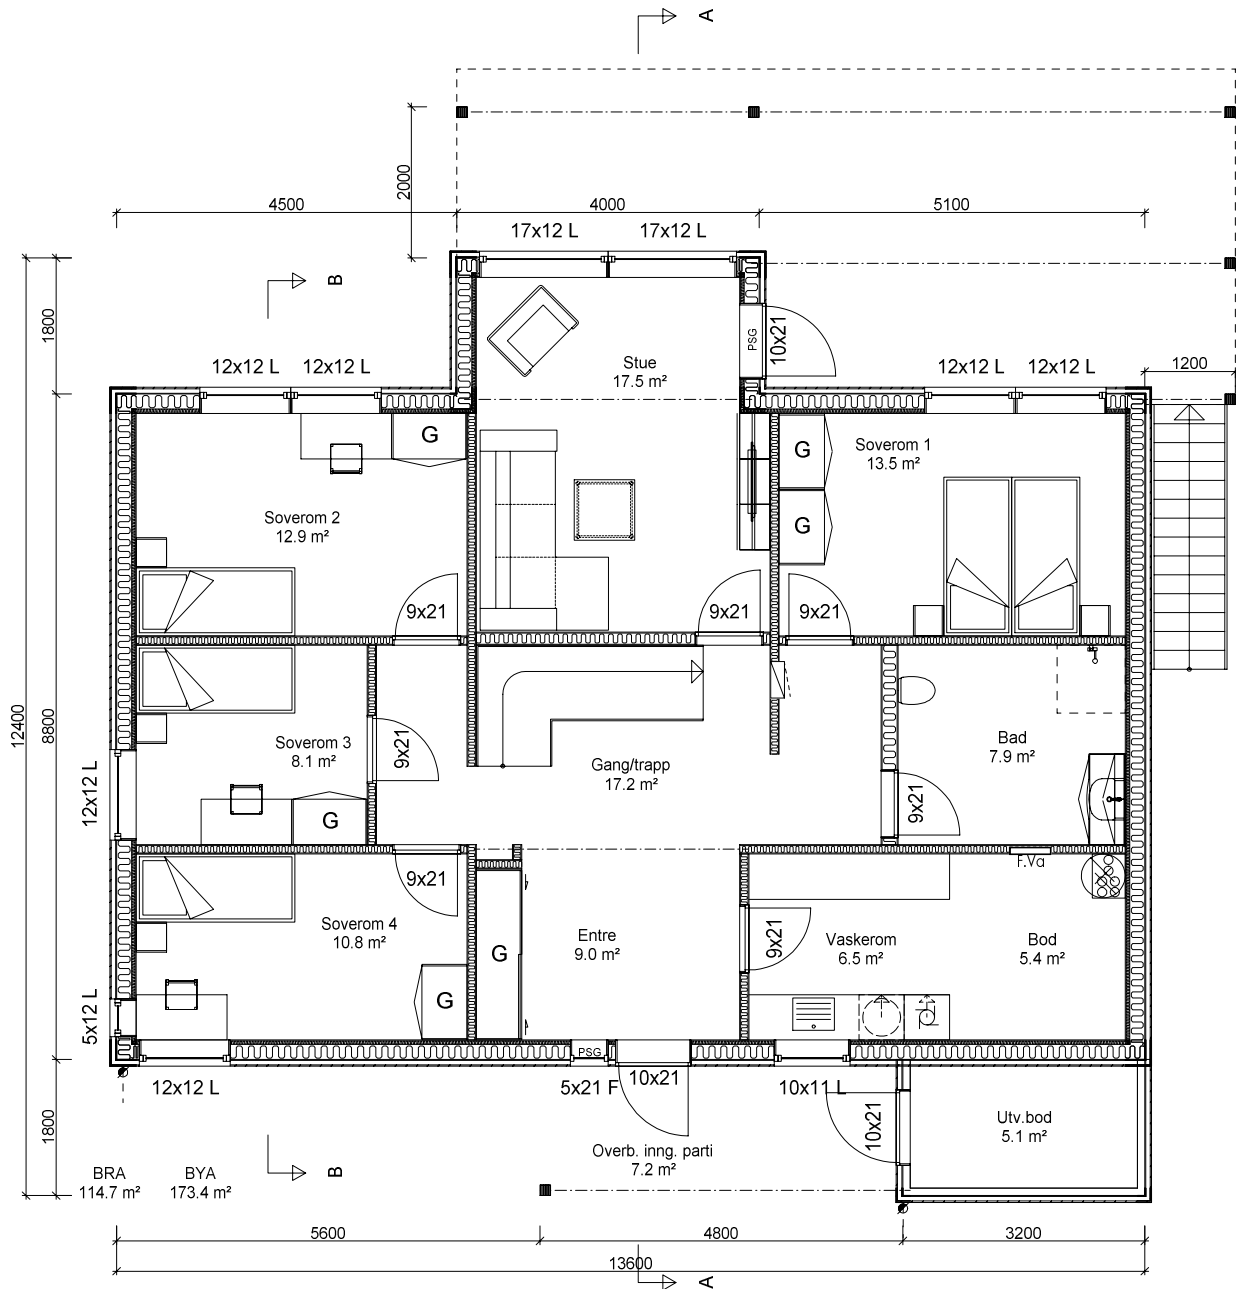 A
2000
4500
4000
5100
17x12 L
17x12 L
B
1800
10x21
PSG
Stue
17.5 m²
12x12 L
12x12 L
12x12 L
12x12 L
1200
G
G
Soverom 1
13.5 m²
G
Soverom 2
12.9 m²
9x21
9x21
9x21
12400
8800
Soverom 3
8.1 m²
9x21
Gang/trapp
17.2 m²
Bad
7.9 m²
12x12 L
G
9x21
F.Va
9x21
Soverom 4
10.8 m²
G
Entre
9.0 m²
9x21
Vaskerom
6.5 m²
Bod
5.4 m²
G
5x12 L
PSG
12x12 L
5x21 F
10x21
10x11 L
10x21
Utv.bod
5.1 m²
1800
Overb. inng. parti
7.2 m²
B
BRA
114.7 m²
BYA
173.4 m²
5600
4800
3200
13600
A